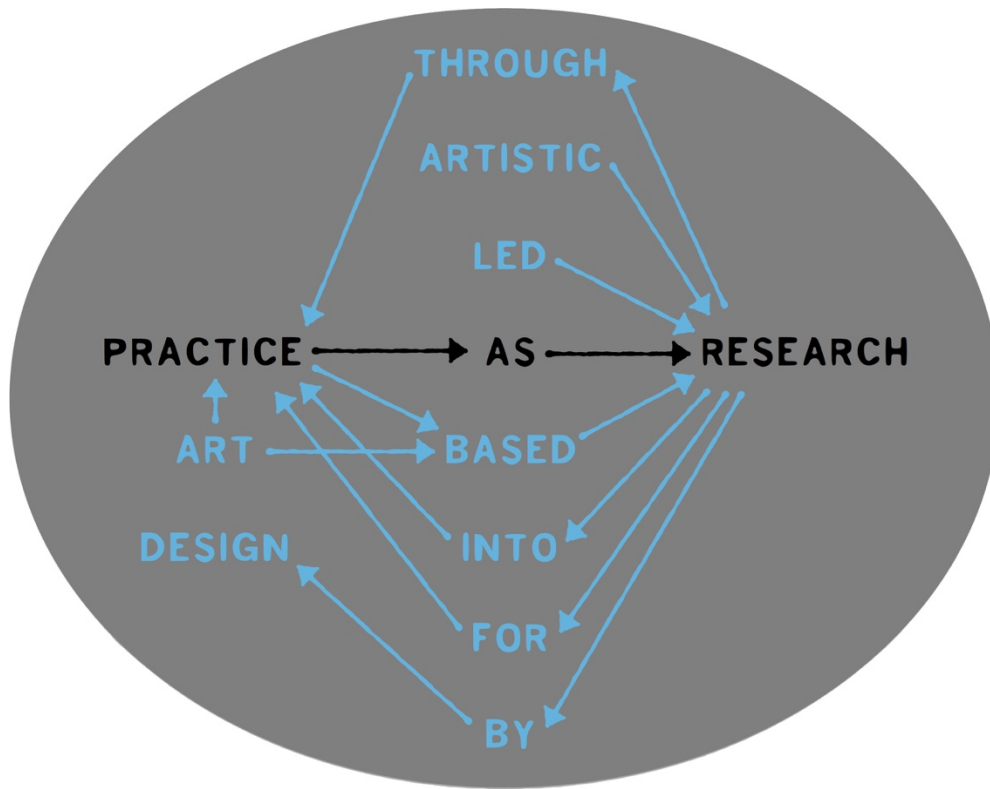 THROUGH
ARTISTIC
LED
PRACTICE AS RESEARCH
ART BASED
DESIGN INTO
FOR
BY